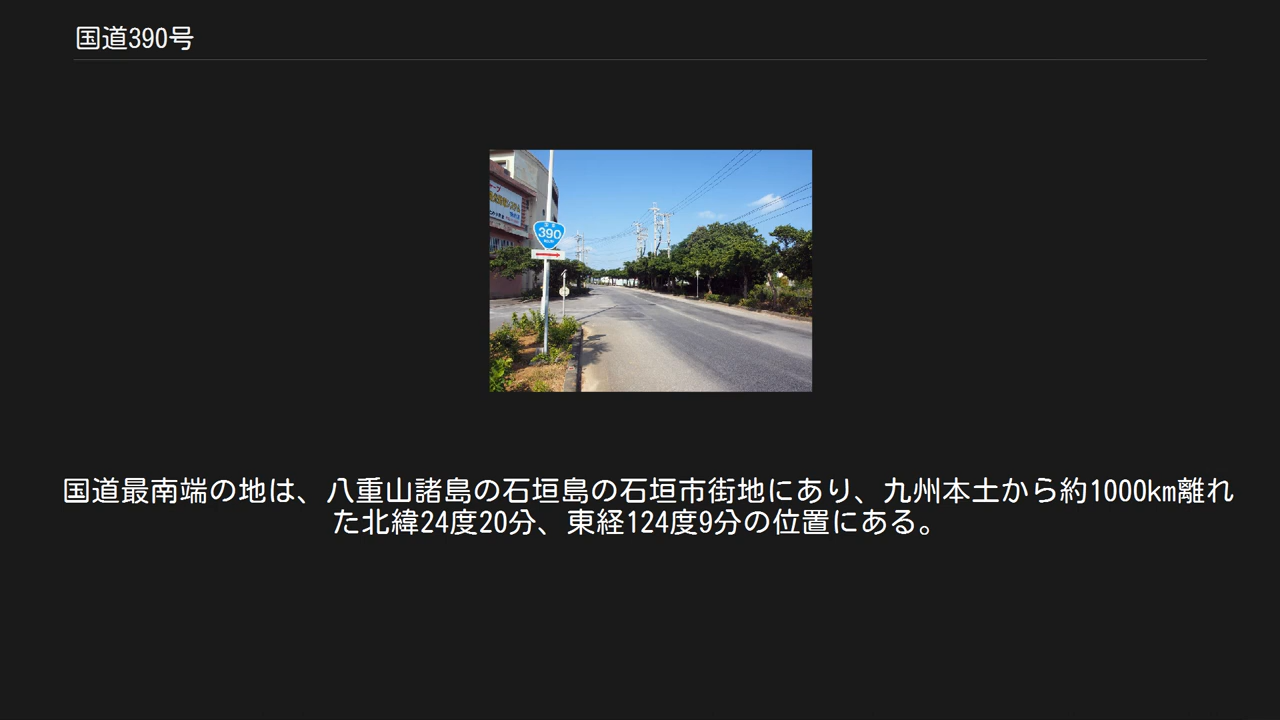 国道390号
390
国道最南端の地は、八重山諸島の石垣島の石垣市街地にあり、九州本土から約1000km離れ
た北緯24度20分、東経124度9分の位置にある。